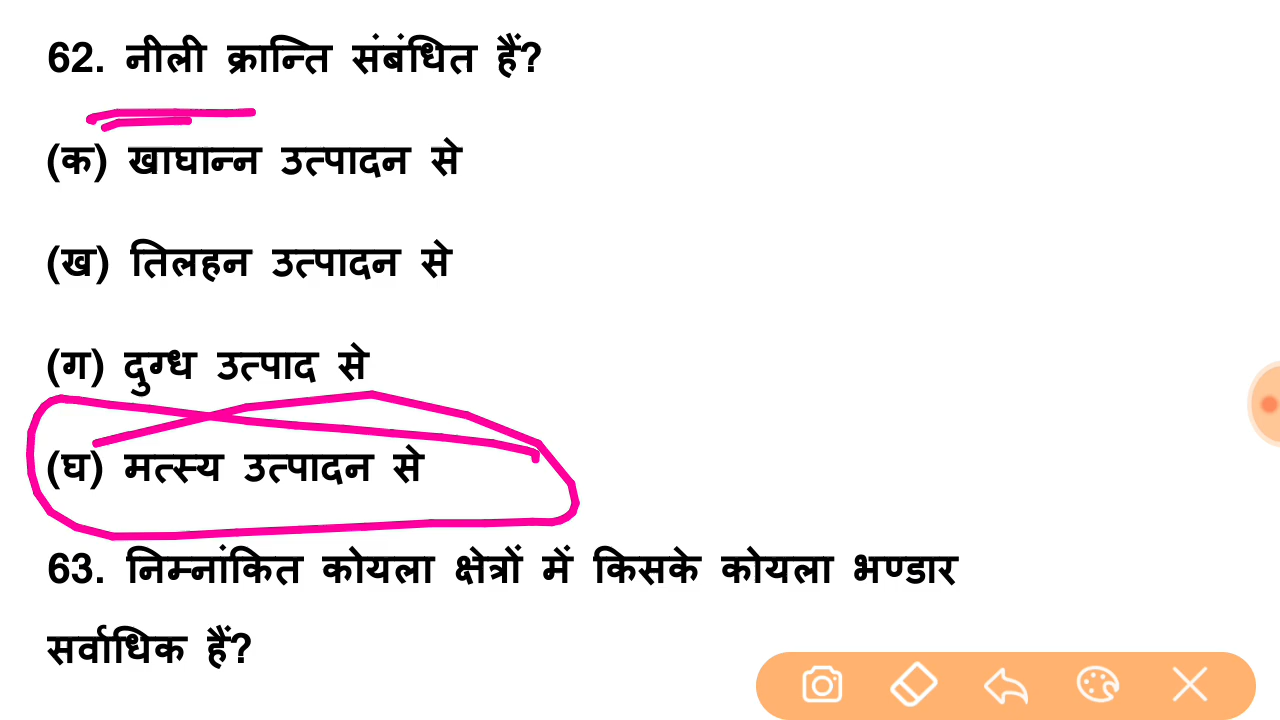 62. नीली क्रान्ति संबंधित हैं?
(क) खाघान्न उत्पादन से
(ख) तिलहन उत्पादन से
(ग) दुग्ध उत्पाद से
(घ) मत्स्य उत्पादन से
63. निम्नांकित कोयला क्षेत्रों में किसके कोयला भण्डार
सर्वाधिक हैं?